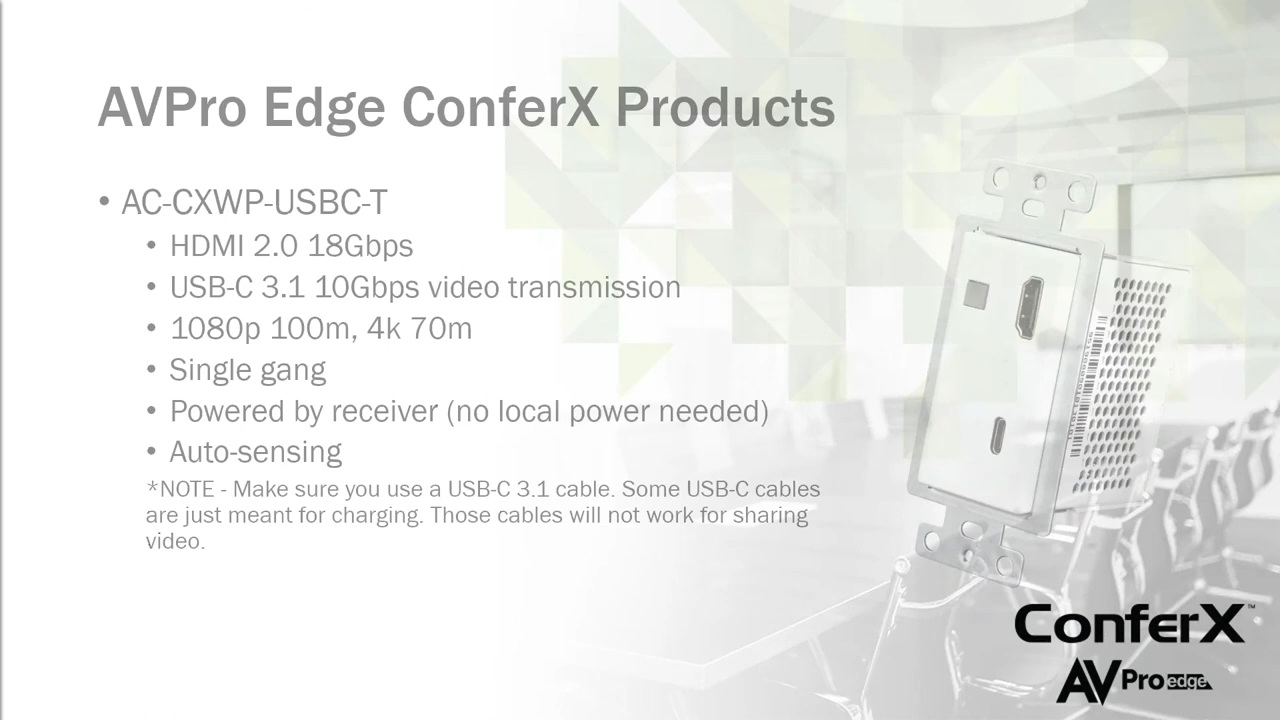 AVPro Edge ConferX Products
• AC-CXWP-USBC-T
• HDMI 2.0 18Gbps
• USB-C 3.1 10Gbps video transmission
• 1080p 100m, 4k 70m
• Single gang
• Powered by receiver (no local power needed)
• Auto-sensing
*NOTE - Make sure you use a USB-C 3.1 cable. Some USB-C cables
are just meant for charging. Those cables will not work for sharing
video.
ConferX™
AVPro edge